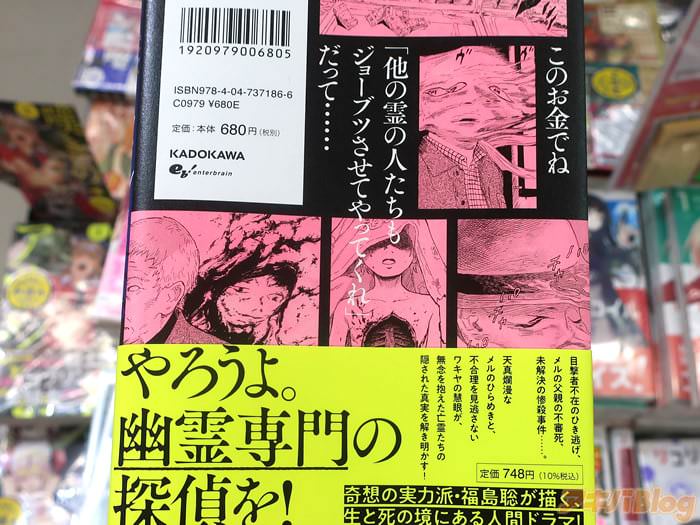 1920979006805
ISBN978-4-04-737186-6
C0979 ¥680E
定価:本体 680円(税別)
KADOKAWA
eb! enterbrain
このお金でね
「他の霊の人たちも
ジョーブツさせてやってくれ」
だって……
やろうよ。
幽霊専門の
探偵を!
目撃者不在のひき逃げ、
メルの父親の不審死、
未解決の惨殺事件……。
天真爛漫な
メルのひらめきと、
不合理を見逃さない
ワキヤの慧眼が、
無念を抱えた亡霊たちの
隠された真実を解き明かす!
定価 748円(10%税込)
奇想の実力派・福島聡が描く
生と死の境にある人間ドラマ!
アキバBlog